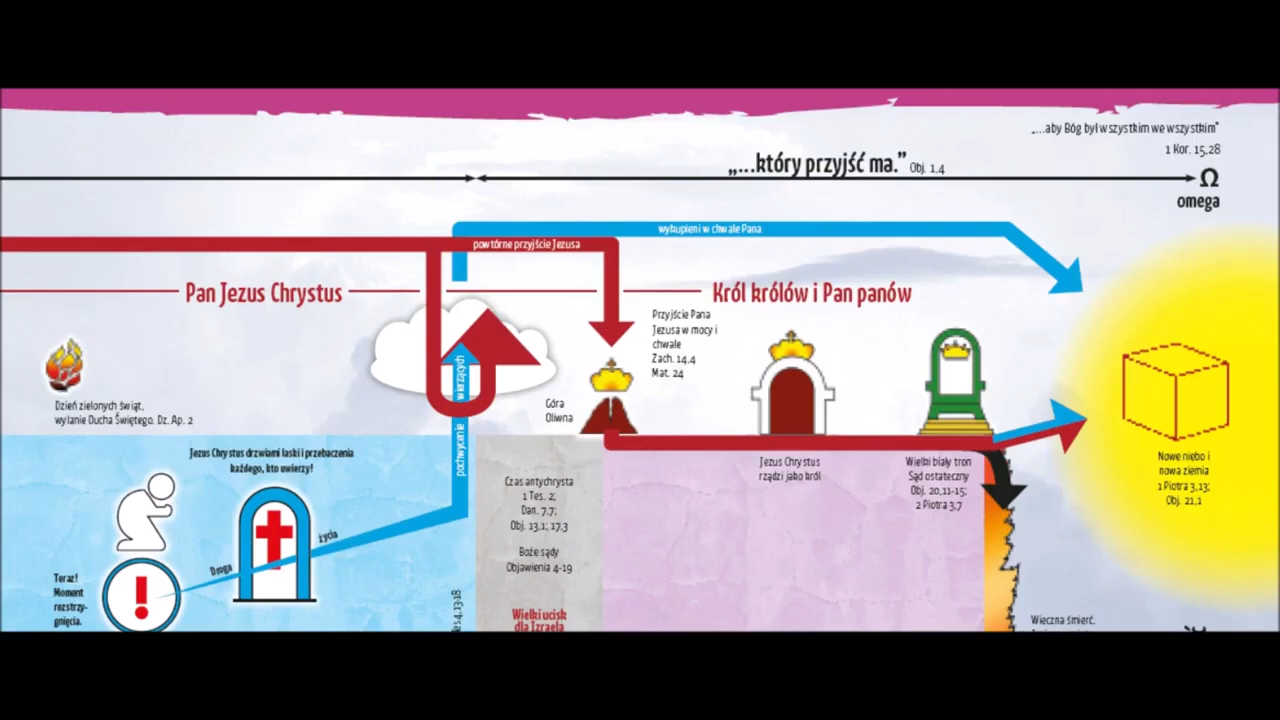 „...aby Bóg był wszystkim we wszystkim”
1 Kor. 15,28
„...który przyjść ma.” Obj. 1,4
Ω
omega
wykupieni w chwale Pana
powtórne przyjście Jezusa
Pan Jezus Chrystus
Król królów i Pan panów
Przyjście Pana
Jezusa w mocy i
chwale
Zach. 14,4
Mat. 24
Góra
Oliwna
Dzień zielonych świąt,
wylanie Ducha Świętego. Dz. Ap. 2
pochwycenie wierzących
Jezus Chrystus drzwiami łaski i przebaczenia
każdego, kto uwierzy!
Droga życia
Teraz!
Moment
rozstrzy-
gnięcia.
!
Czas antychrysta
1 Tes. 2;
Dan. 7,7;
Obj. 13,1; 17,3
Boże sądy
Objawienia 4-19
Wielki ucisk
dla Izraela
Jezus Chrystus
rządzi jako król
Wielki biały tron
Sąd ostateczny
Obj. 20,11-15;
2 Piotra 3,7
Nowe niebo i
nowa ziemia
1 Piotra 3,13;
Obj. 21,1
Wieczna śmierć.
4,13-18